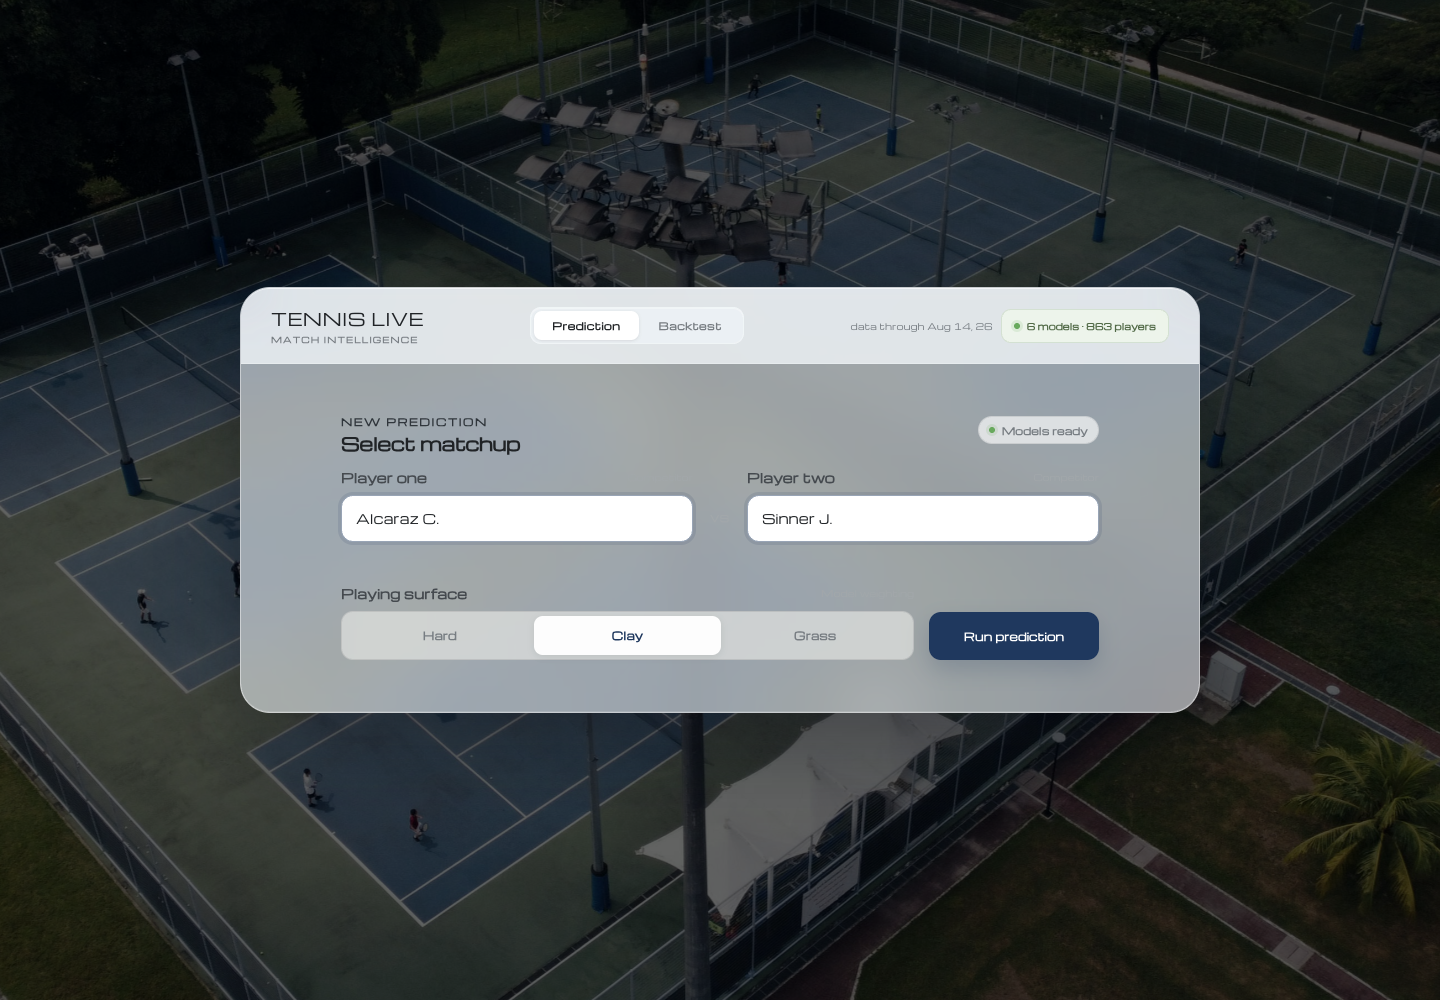 TENNIS LIVE
MATCH INTELLIGENCE
Prediction
Backtest
data through Aug 14, 26
6 models · 863 players
NEW PREDICTION
Select matchup
Models ready
Player one
Player two
Alcaraz C.
Sinner J.
Playing surface
Hard
Clay
Grass
Run prediction